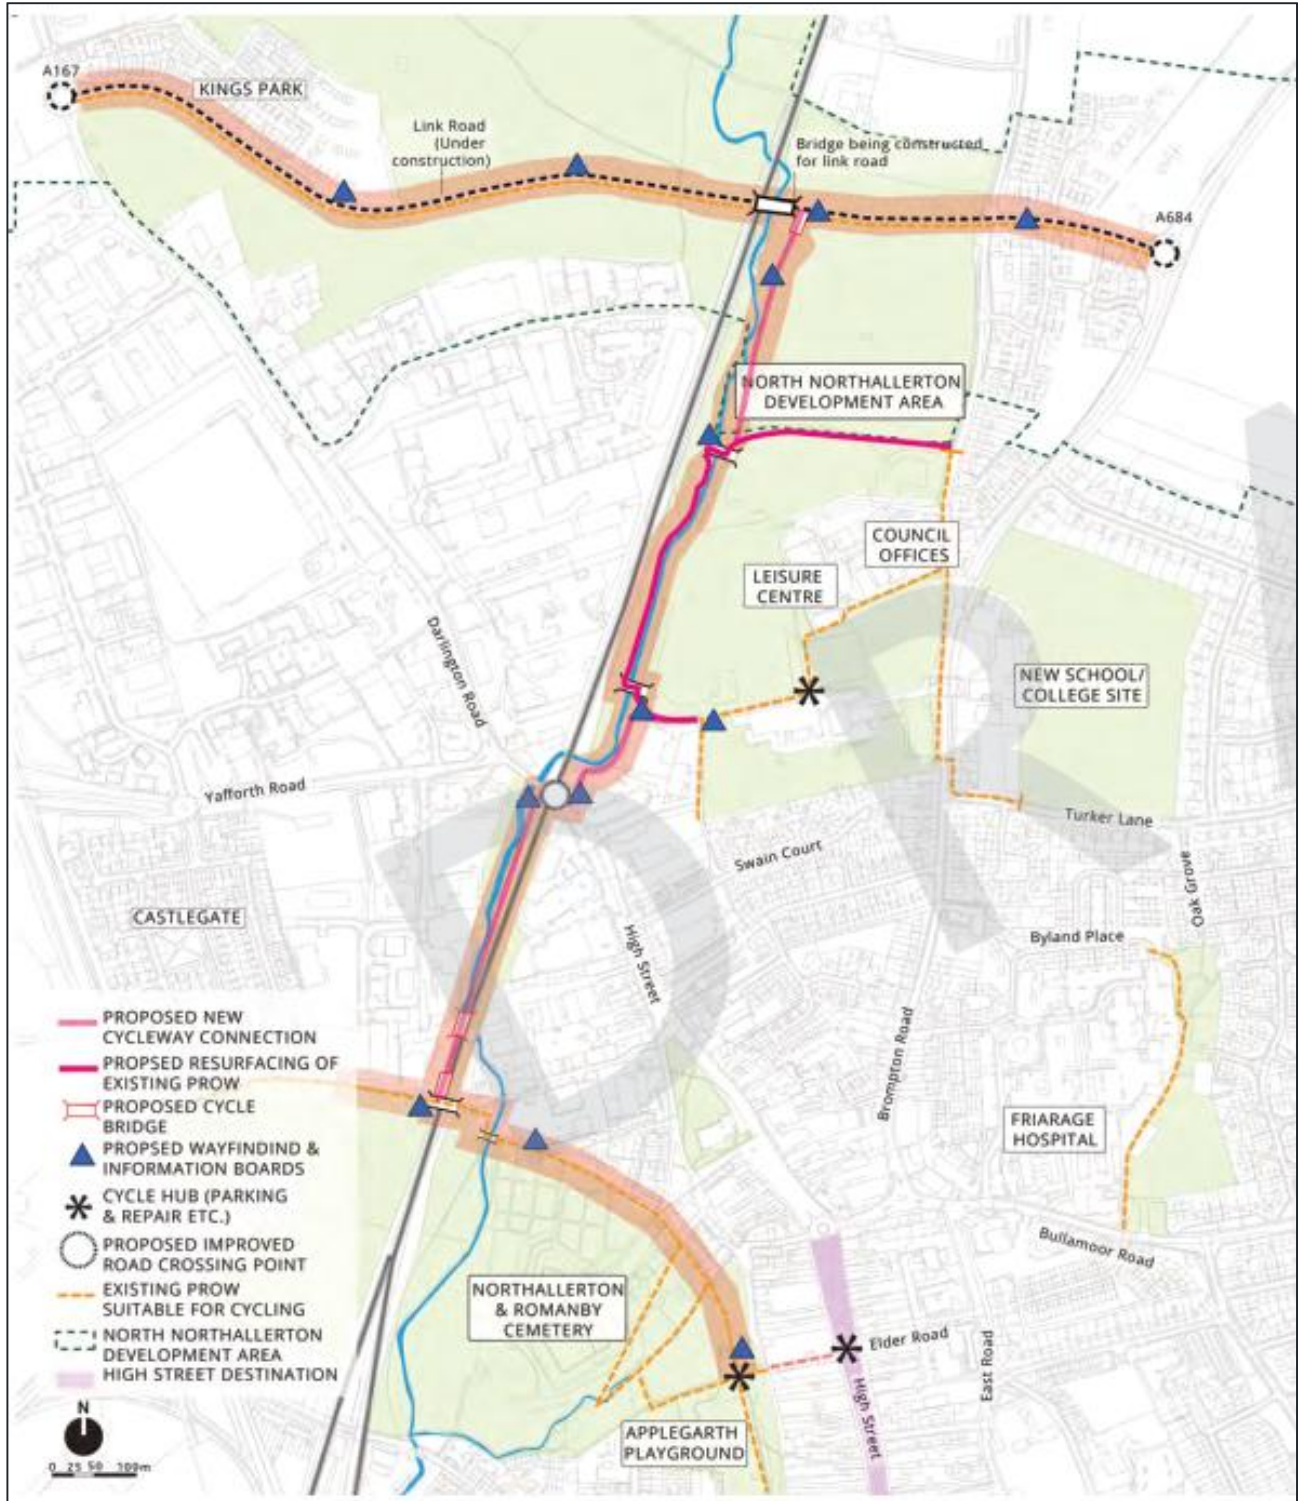 A167
KINGS PARK
Link Road
(Under
construction)
Bridge being constructed
for link road
A684
NORTH NORTHALLERTON
DEVELOPMENT AREA
COUNCIL
OFFICES
LEISURE
CENTRE
NEW SCHOOL/
COLLEGE SITE
Darlington Road
Yafforth Road
Turker Lane
Swain Court
Oak Grove
CASTLEGATE
High Street
Byland Place
Brompton Road
FRIARAGE
HOSPITAL
Bullamoor Road
NORTHALLERTON
& ROMANBY
CEMETERY
Elder Road
East Road
High Street
APPLEGARTH
PLAYGROUND
PROPOSED NEW
CYCLEWAY CONNECTION
PROPSED RESURFACING OF
EXISTING PROW
PROPOSED CYCLE
BRIDGE
PROPSED WAYFINDIND &
INFORMATION BOARDS
CYCLE HUB (PARKING
& REPAIR ETC.)
PROPOSED IMPROVED
ROAD CROSSING POINT
EXISTING PROW
SUITABLE FOR CYCLING
NORTH NORTHALLERTON
DEVELOPMENT AREA
HIGH STREET DESTINATION
N
0 25 50 100m
D R